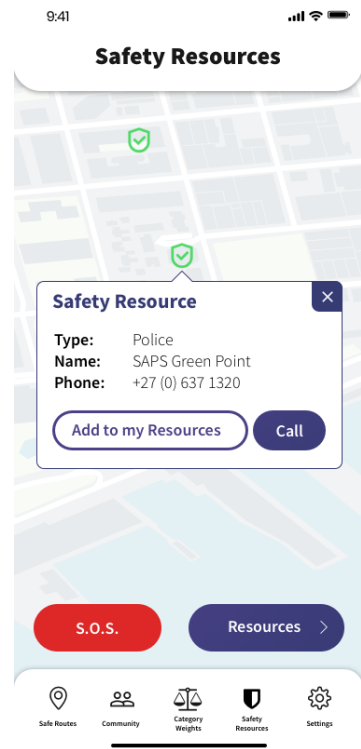 9:41
Safety Resources
Safety Resource
Type: Police
Name: SAPS Green Point
Phone: +27 (0) 637 1320
Add to my Resources Call
S.O.S. Resources
Safe Routes Community Category Weights Safety Resources Settings